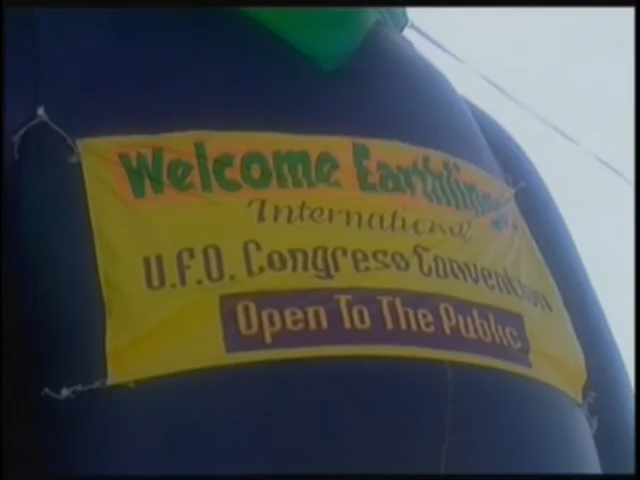 Welcome Earthlings
International
U.F.O. Congress Convention
Open To The Public